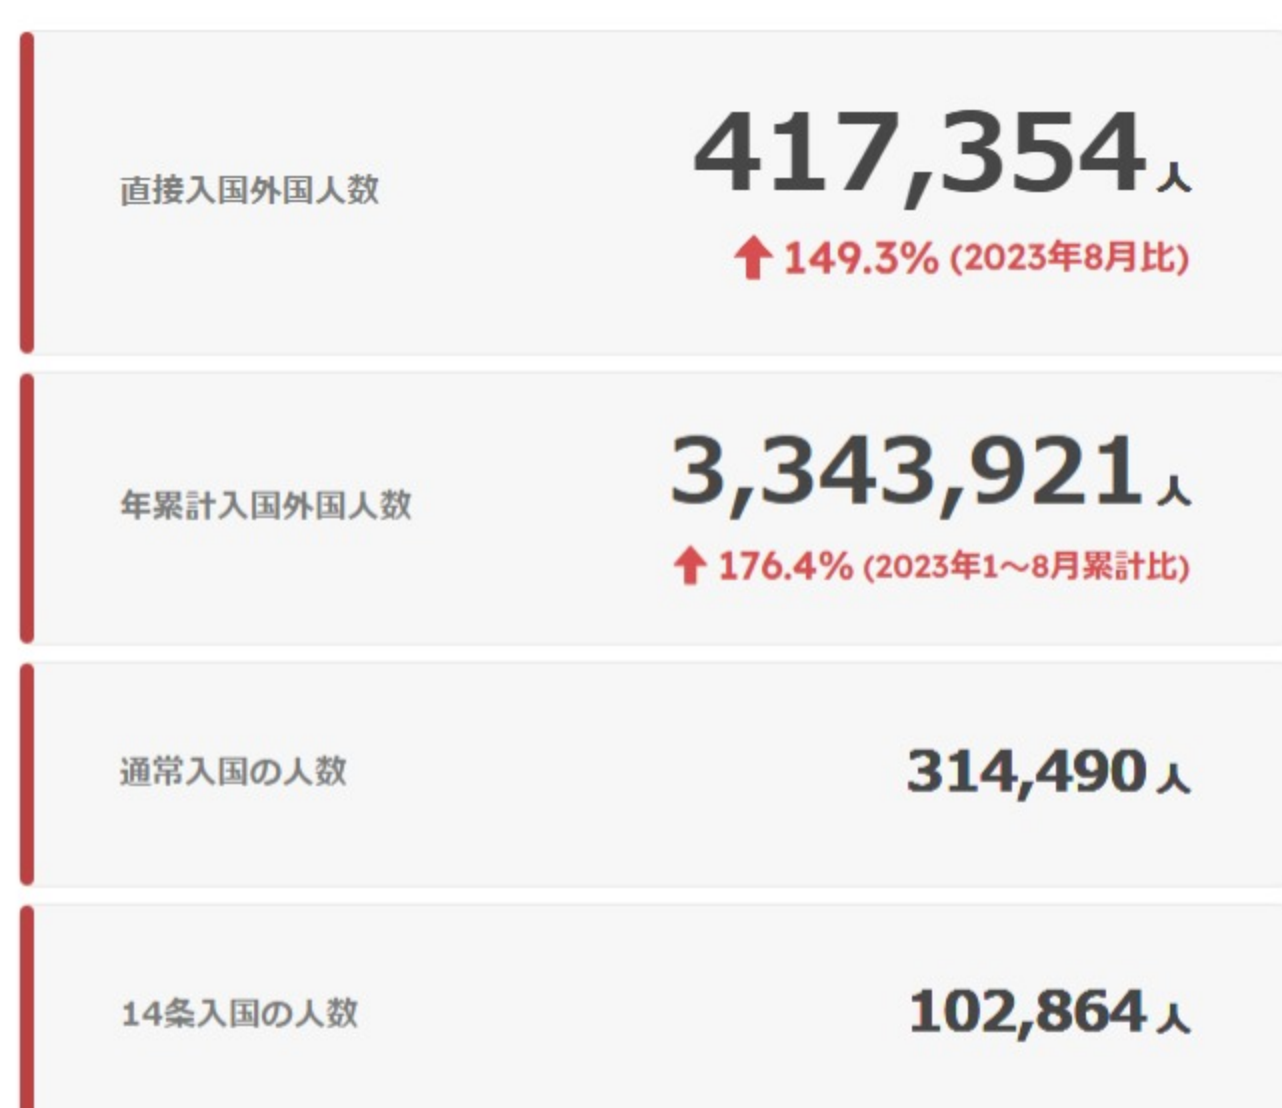 直接入国外国人数
417,354人
149.3% (2023年8月比)
年累計入国外国人数
3,343,921人
176.4% (2023年1～8月累計比)
通常入国の人数
314,490人
14条入国の人数
102,864人